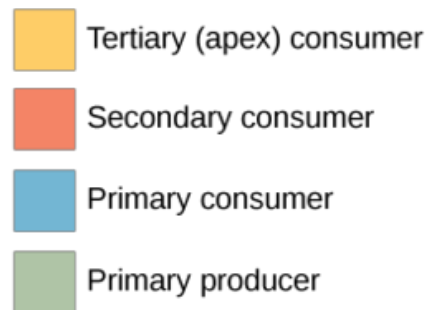 Tertiary (apex) consumer
Secondary consumer
Primary consumer
Primary producer